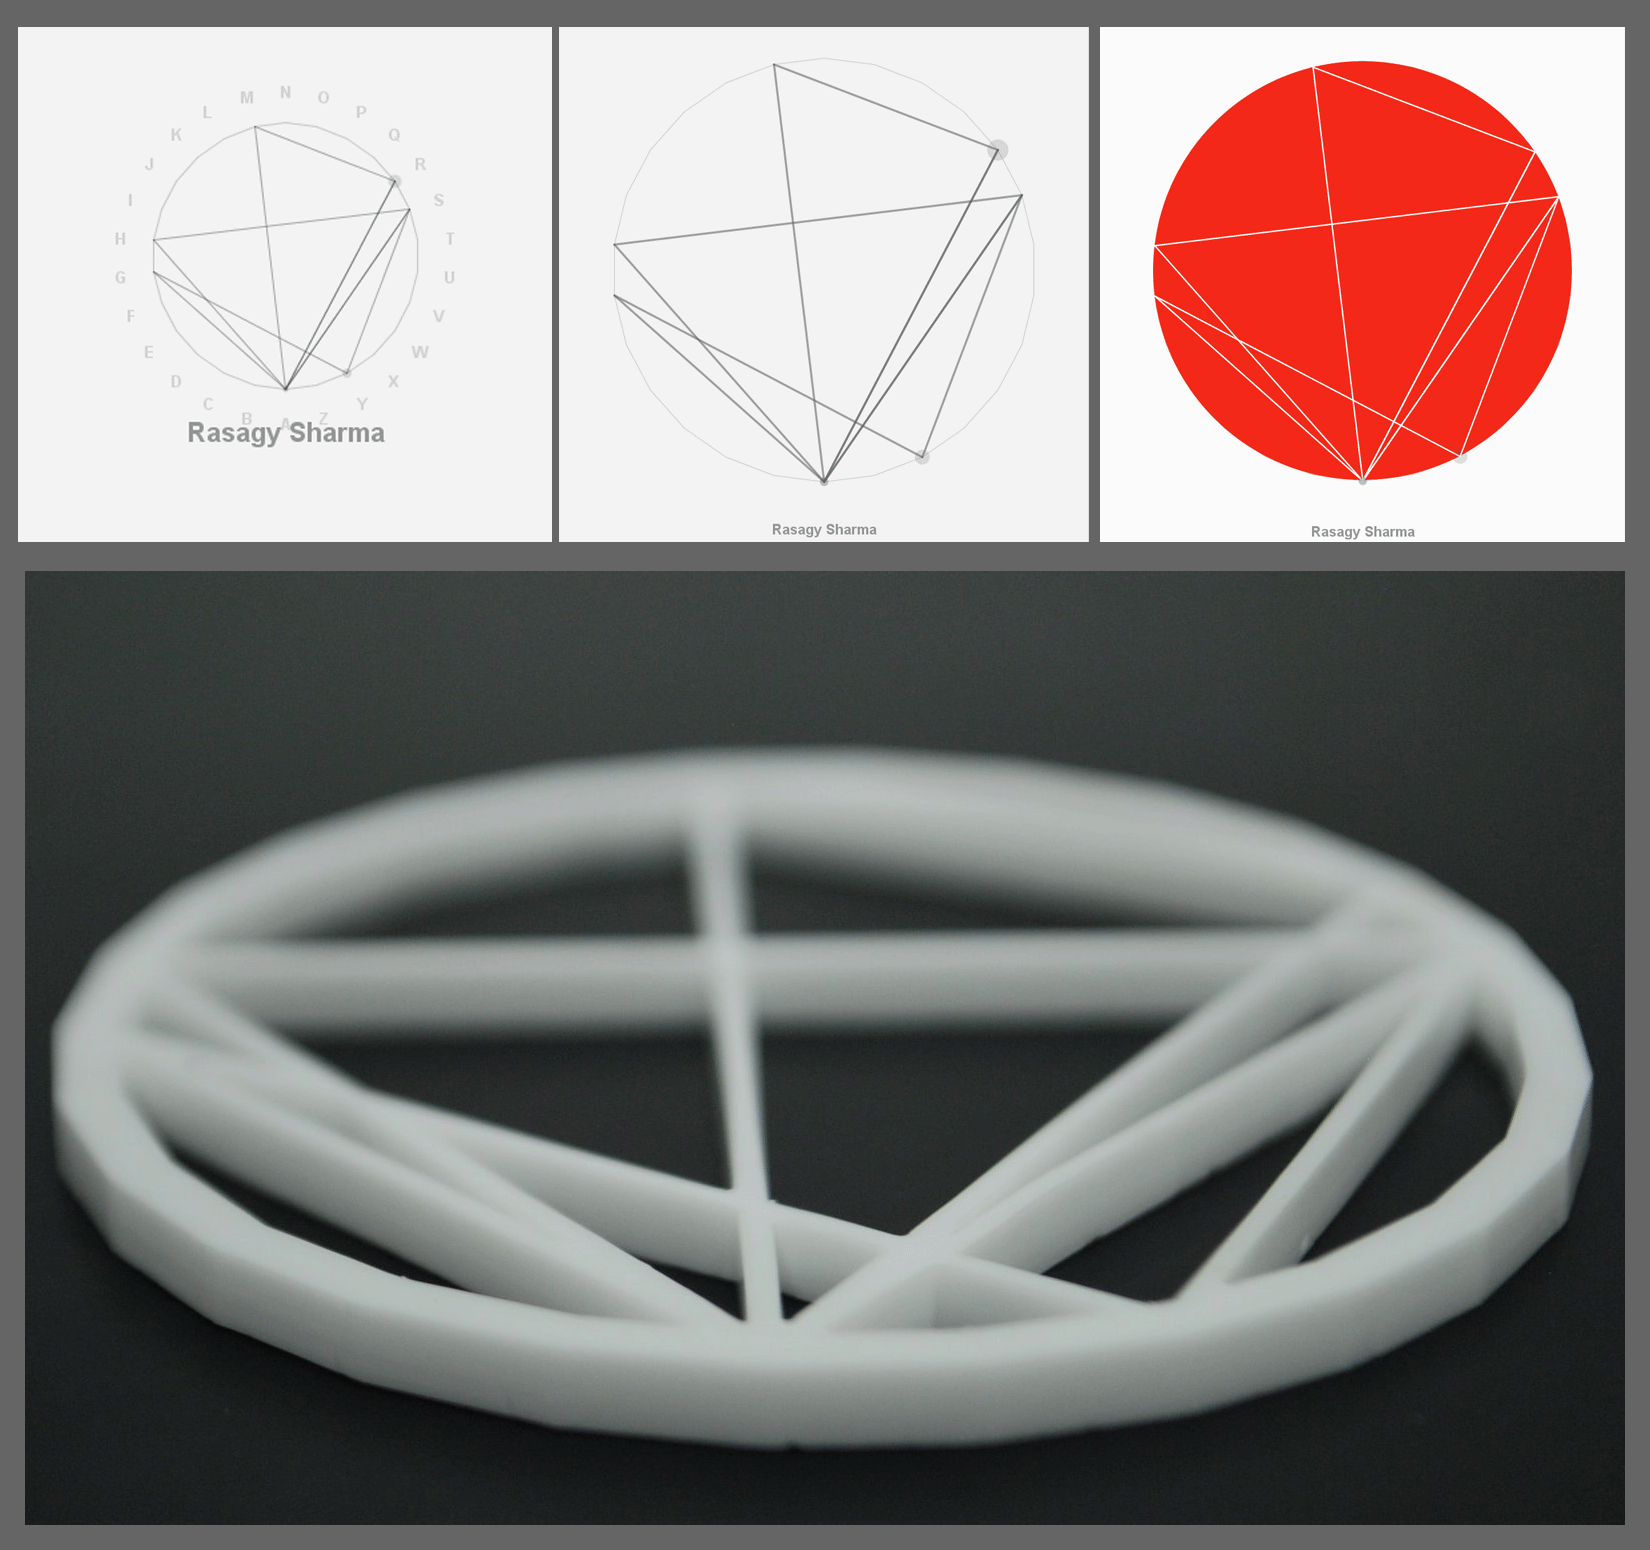 N
M O
L P
K Q
J R
I S
H T
G U
F V
E W
D X
C Y
B A Z
Rasagy Sharma
Rasagy Sharma
Rasagy Sharma